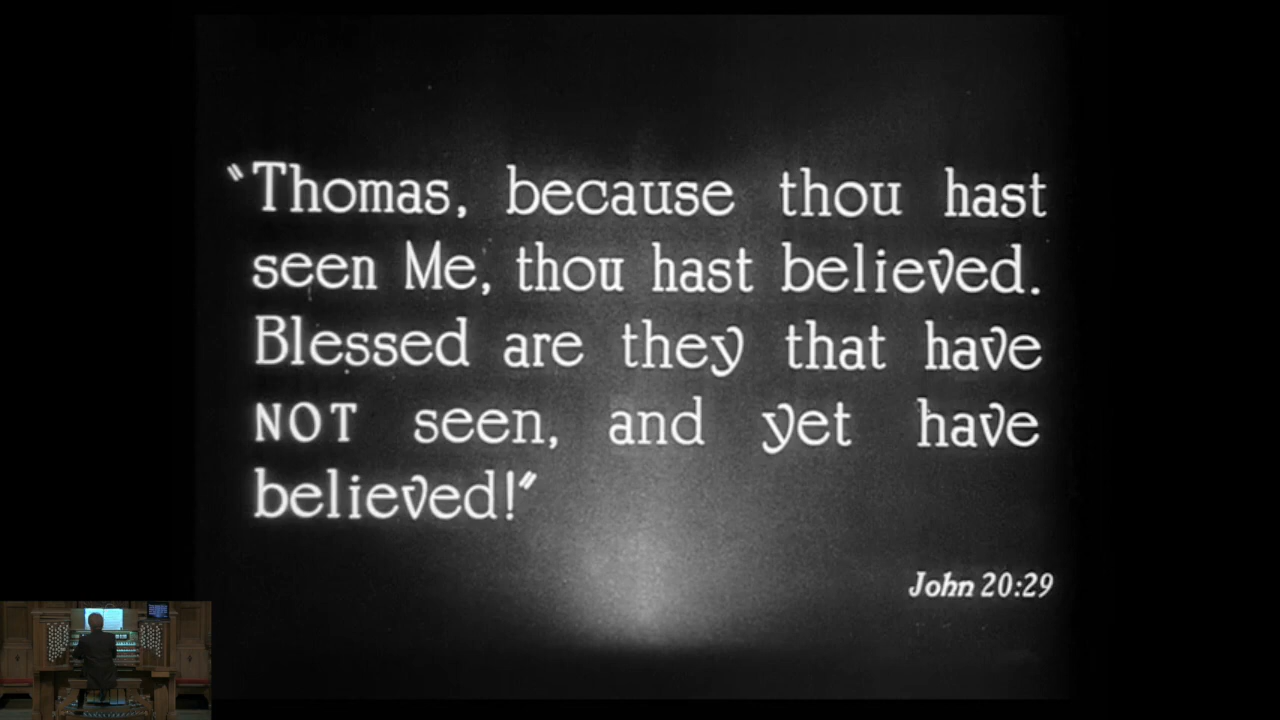 "Thomas, because thou hast
seen Me, thou hast believed.
Blessed are they that have
NOT seen, and yet have
believed!"
John 20:29